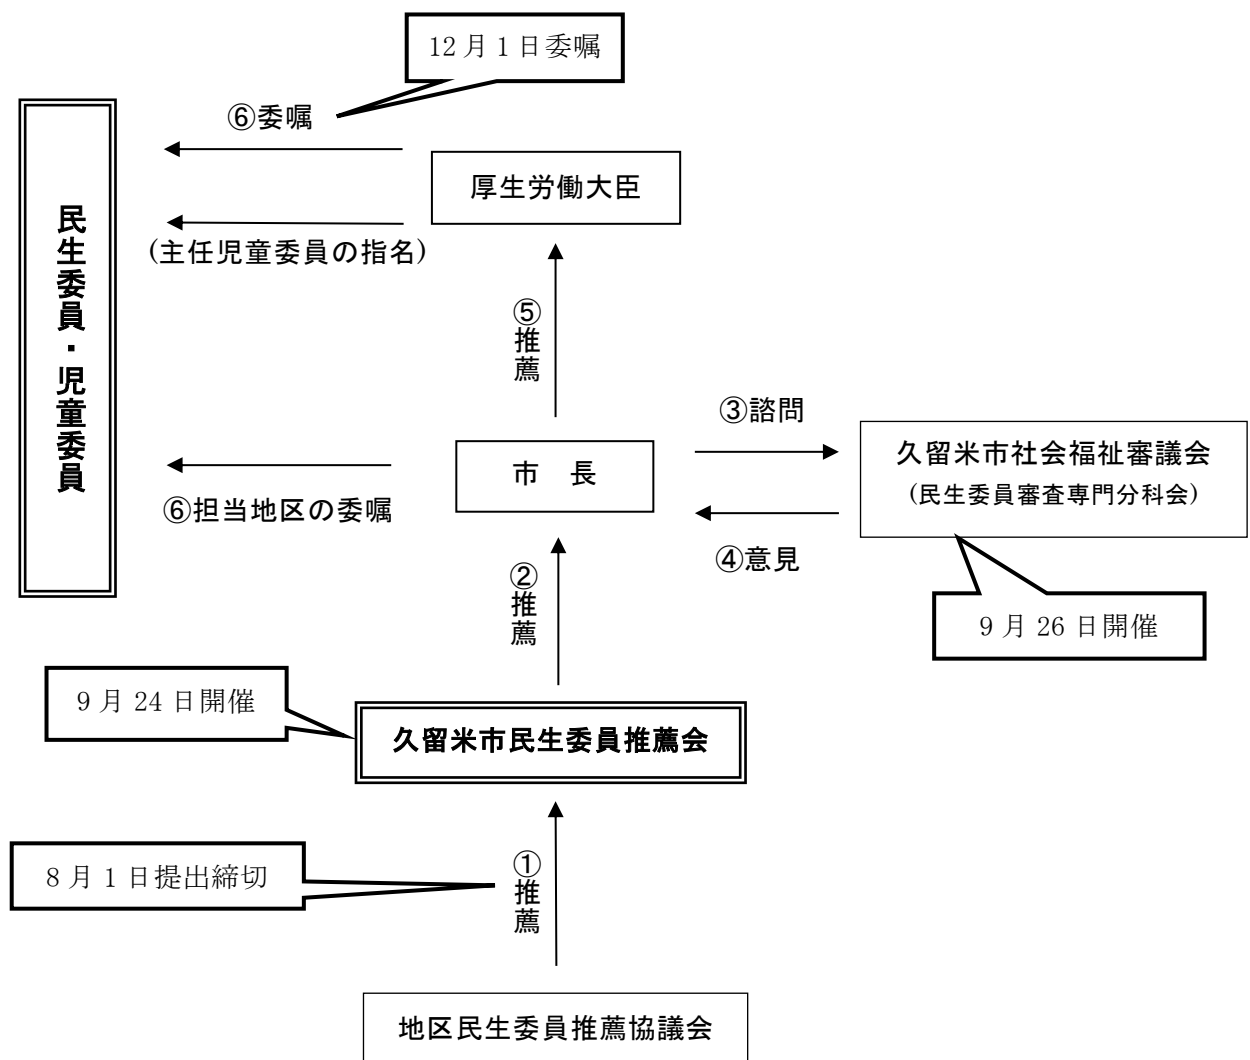 12月1日委嘱
⑥委嘱
厚生労働大臣
(主任児童委員の指名)
民生委員・児童委員
⑤推薦
③諮問
市　長
久留米市社会福祉審議会
(民生委員審査専門分科会)
⑥担当地区の委嘱
④意見
②推薦
9月26日開催
9月24日開催
久留米市民生委員推薦会
8月1日提出締切
①推薦
地区民生委員推薦協議会